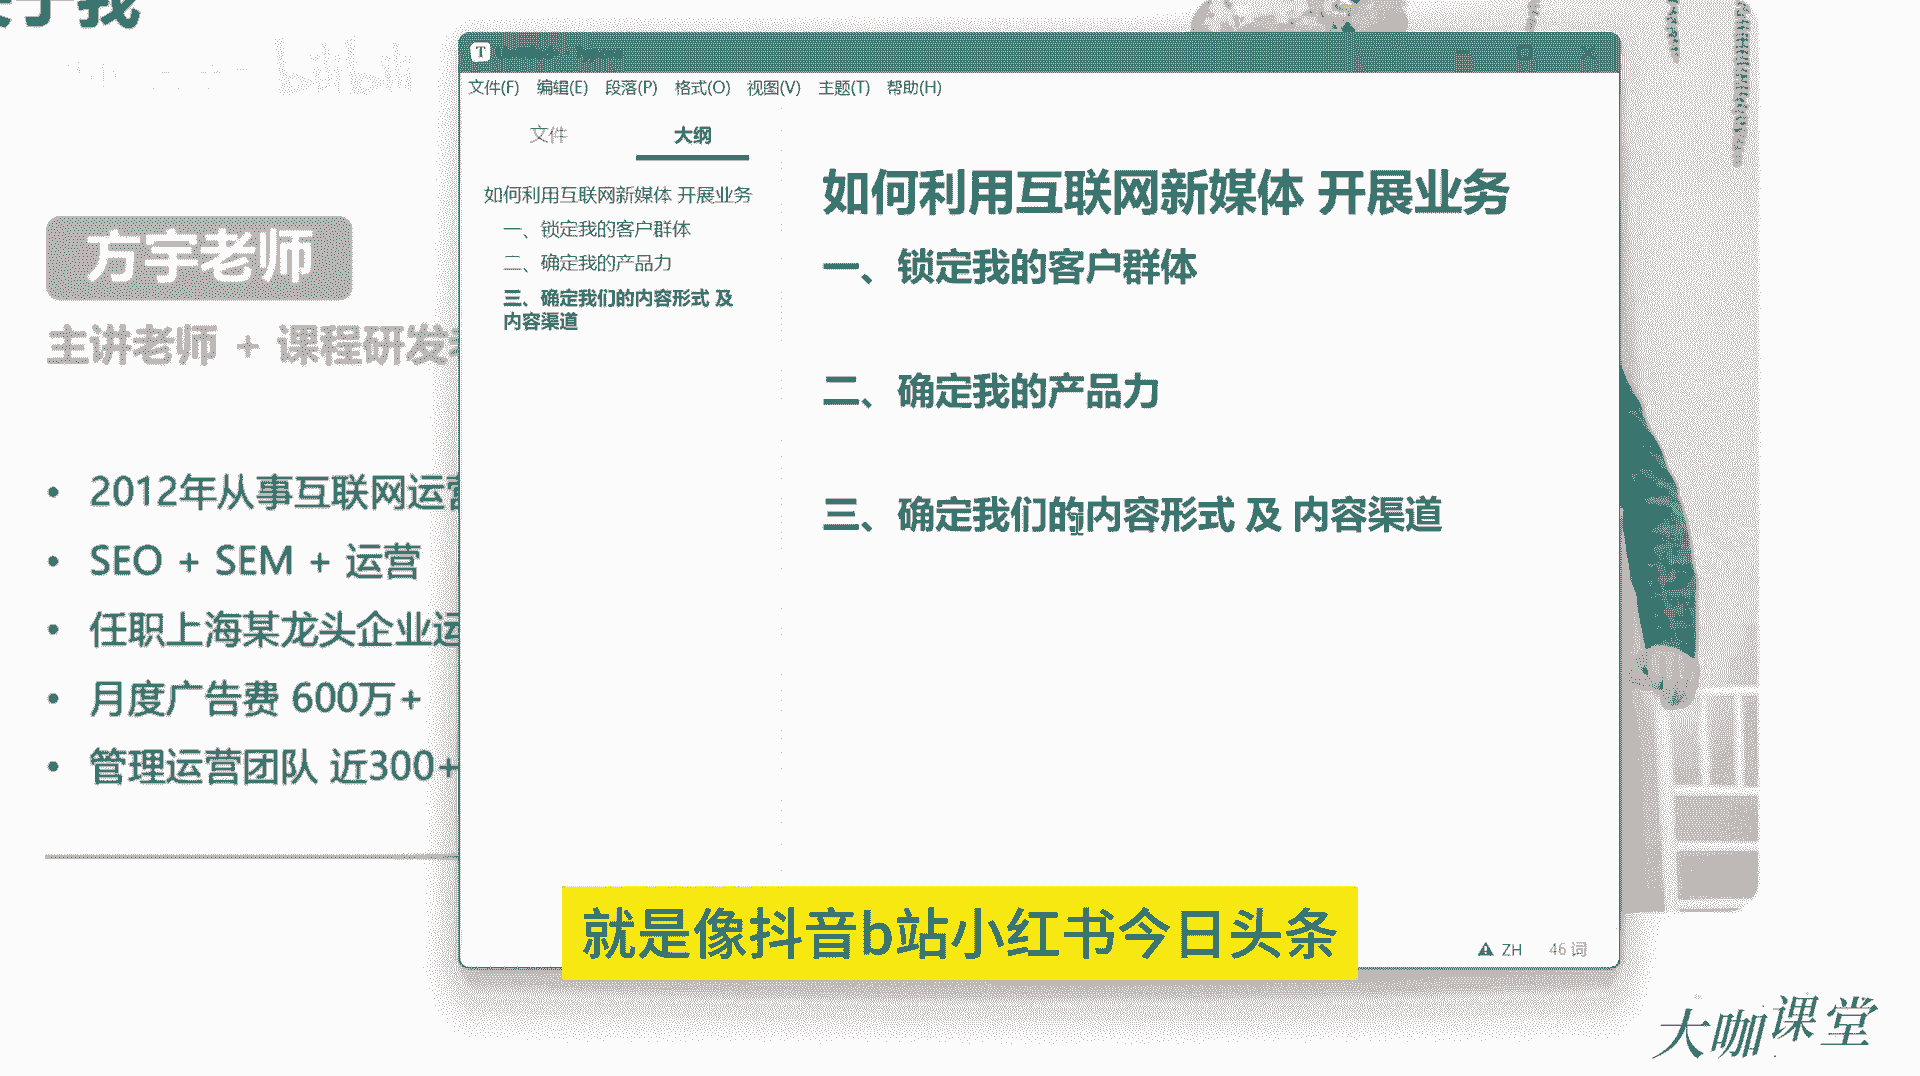 bilibili
方宇老师
主讲老师 + 课程研发
2012年从事互联网运营
SEO + SEM + 运营
任职上海某龙头企业运
月度广告费 600万+
管理运营团队 近300+
文件(F) 编辑(E) 段落(P) 格式(O) 视图(V) 主题(T) 帮助(H)
文件 大纲
如何利用互联网新媒体 开展业务
一、锁定我的客户群体
二、确定我的产品力
三、确定我们的内容形式 及
内容渠道
如何利用互联网新媒体 开展业务
一、锁定我的客户群体
二、确定我的产品力
三、确定我们的内容形式 及 内容渠道
就是像抖音b站小红书今日头条
ZH 46 词
大咖课堂